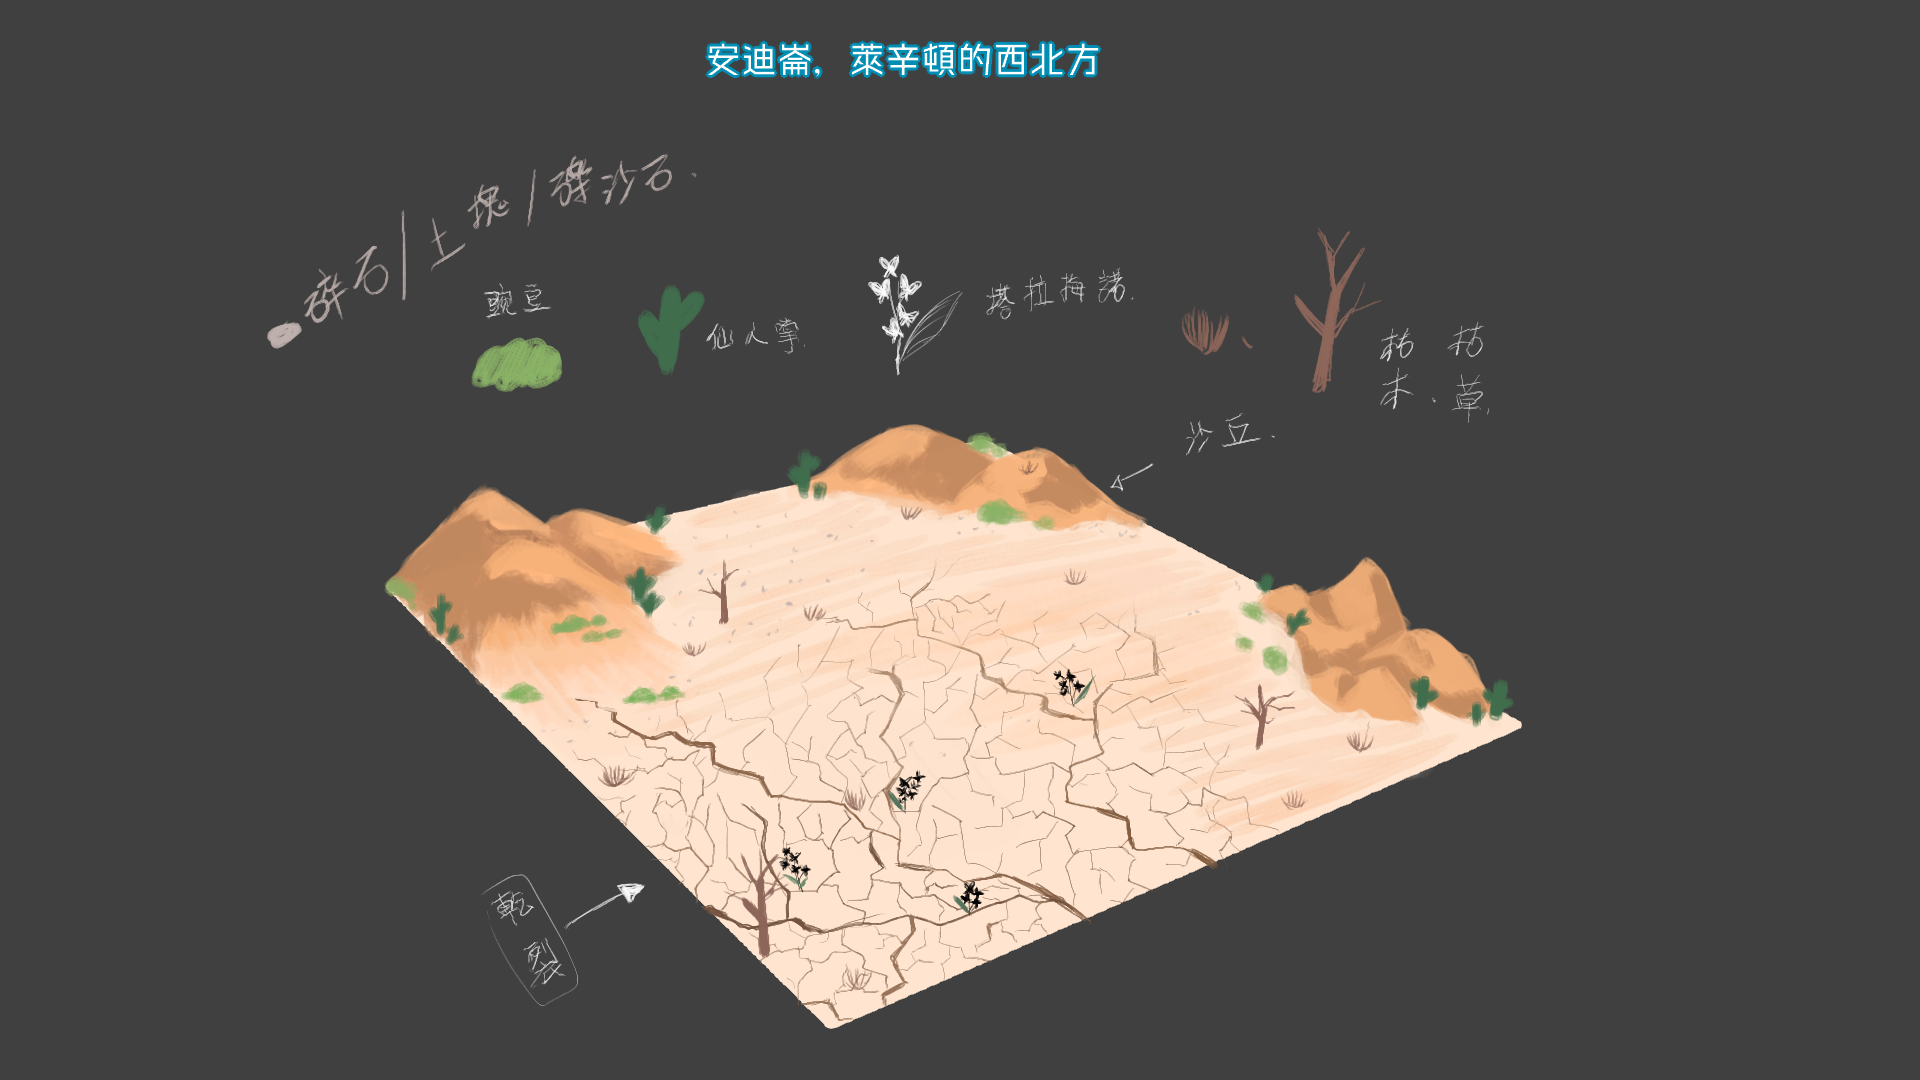 安迪崙，萊辛頓的西北方
碎石/土塊/磯沙石.
豌豆
仙人掌.
塔拉梅諾.
枯木、枯草.
沙丘.
乾裂